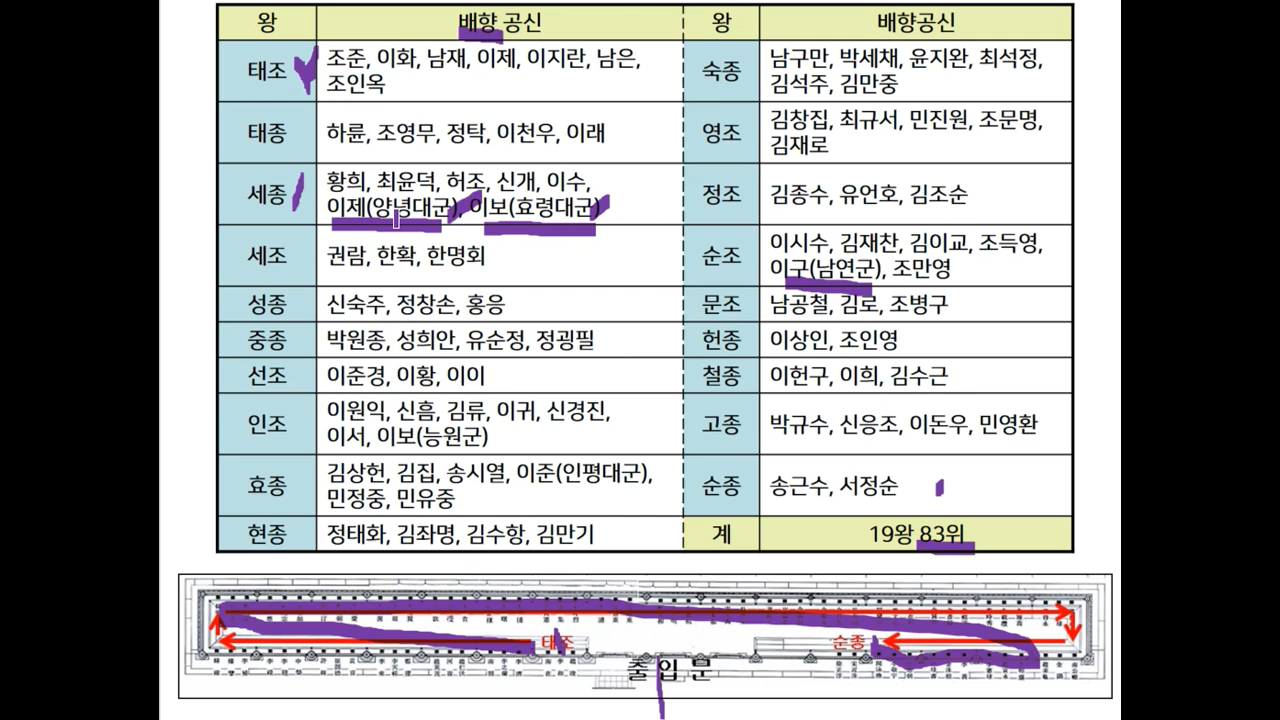 왕 배향 공신 왕 배향공신
태조 조준, 이화, 남재, 이제, 이지란, 남은, 조인옥 숙종 남구만, 박세채, 윤지완, 최석정, 김석주, 김만중
태종 하륜, 조영무, 정탁, 이천우, 이래 영조 김창집, 최규서, 민진원, 조문명, 김재로
세종 황희, 최윤덕, 허조, 신개, 이수, 이제(양녕대군), 이보(효령대군) 정조 김종수, 유언호, 김조순
세조 권람, 한확, 한명회 순조 이시수, 김재찬, 김이교, 조득영, 이구(남연군), 조만영
성종 신숙주, 정창손, 홍응 문조 남공철, 김로, 조병구
중종 박원종, 성희안, 유순정, 정광필 헌종 이상인, 조인영
선조 이준경, 이황, 이이 철종 이헌구, 이희, 김수근
인조 이원익, 신흠, 김류, 이귀, 신경진, 이서, 이보(능원군) 고종 박규수, 신응조, 이돈우, 민영환
효종 김상헌, 김집, 송시열, 이준(인평대군), 민정중, 민유중 순종 송근수, 서정순
현종 정태화, 김좌명, 김수항, 김만기 계 19왕 83위
태조 순종
출입문